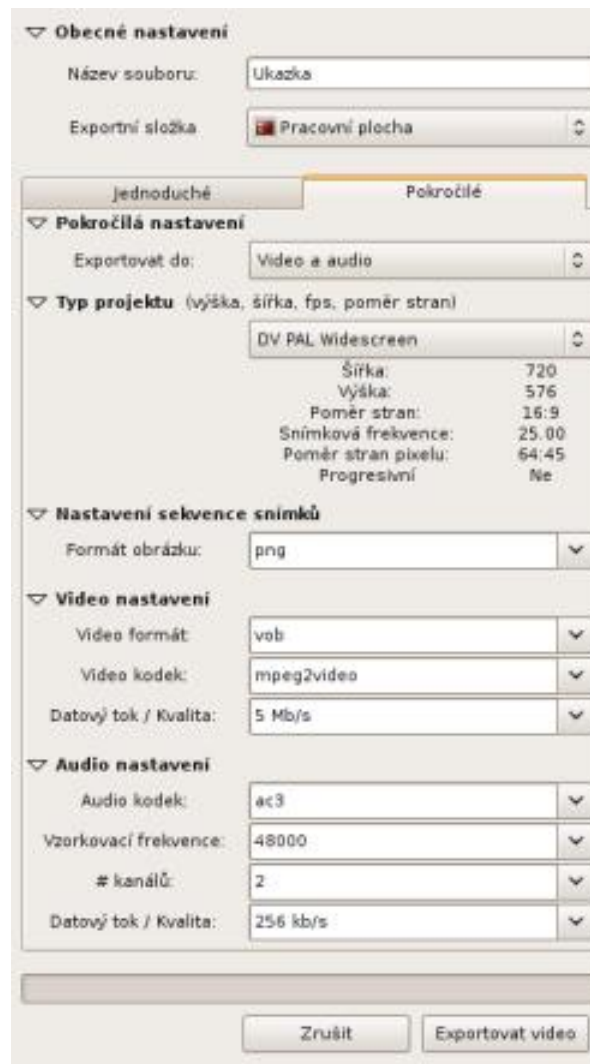 Obecné nastavení
Název souboru: Ukazka
Exportní složka Pracovní plocha
Jednoduché Pokročilé
Pokročilá nastavení
Exportovat do: Video a audio
Typ projektu (výška, šířka, fps, poměr stran)
DV PAL Widescreen
Šířka: 720
Výška: 576
Poměr stran: 16:9
Snímková frekvence: 25.00
Poměr stran pixelu: 64:45
Progresivní Ne
Nastavení sekvence snímků
Formát obrázku: png
Video nastavení
Video formát: vob
Video kodek: mpeg2video
Datový tok / Kvalita: 5 Mb/s
Audio nastavení
Audio kodek: ac3
Vzorkovací frekvence: 48000
# kanálů: 2
Datový tok / Kvalita: 256 kb/s
Zrušit Exportovat video